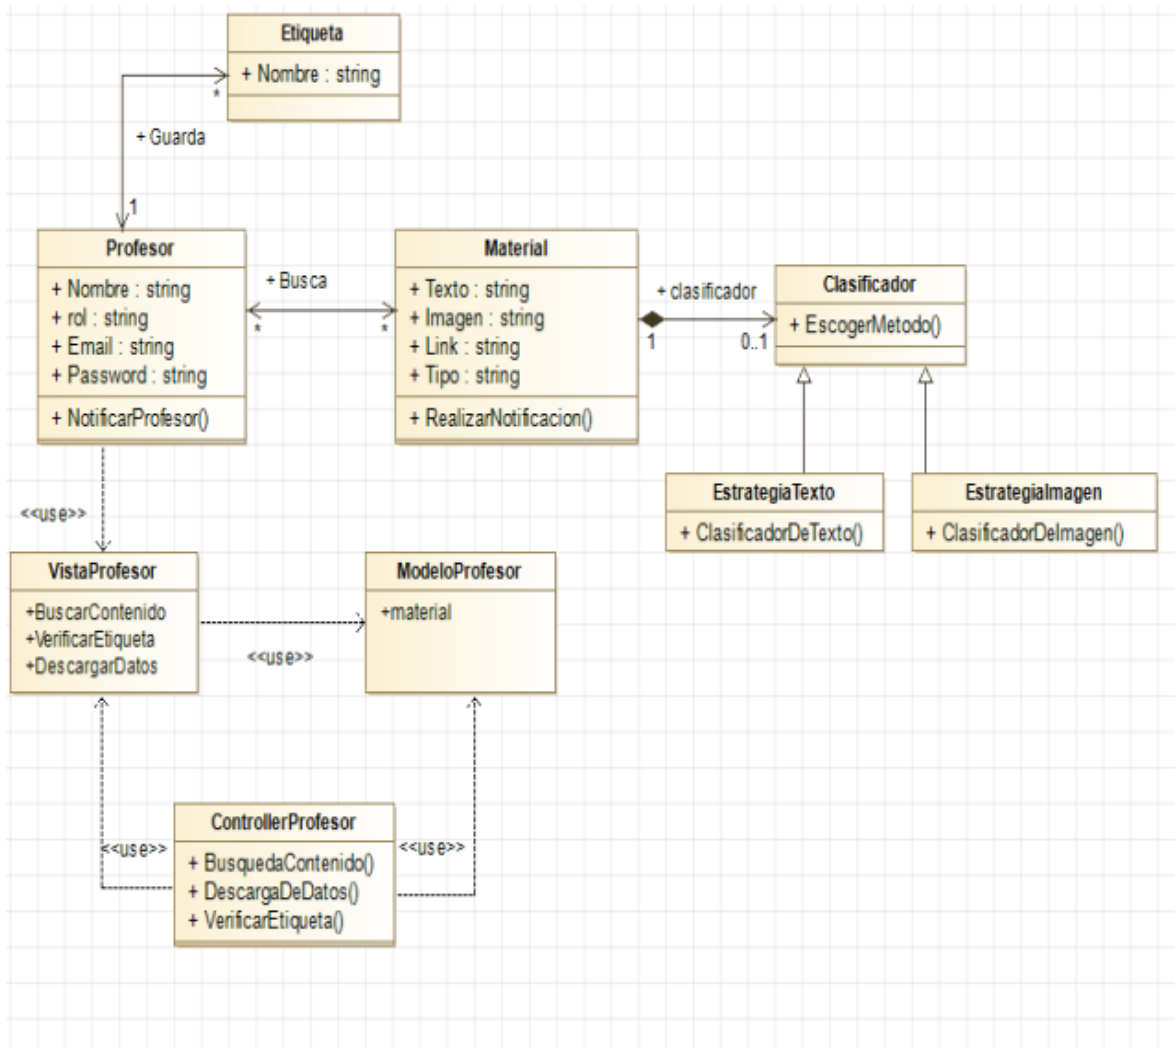 Etiqueta
+ Nombre : string
*
+ Guarda
1
Profesor
+ Nombre : string
+ rol : string
+ Email : string
+ Password : string
+ NotificarProfesor()
+ Busca
*
*
Material
+ Texto : string
+ Imagen : string
+ Link : string
+ Tipo : string
+ RealizarNotificacion()
+ clasificador
1
0..1
Clasificador
+ EscogerMetodo()
EstrategiaTexto
+ ClasificadorDeTexto()
EstrategiaImagen
+ ClasificadorDeImagen()
<<use>>
VistaProfesor
+BuscarContenido
+VerificarEtiqueta
+DescargarDatos
<<use>>
ModeloProfesor
+material
<<use>>
<<use>>
ControllerProfesor
+ BusquedaContenido()
+ DescargaDeDatos()
+ VerificarEtiqueta()